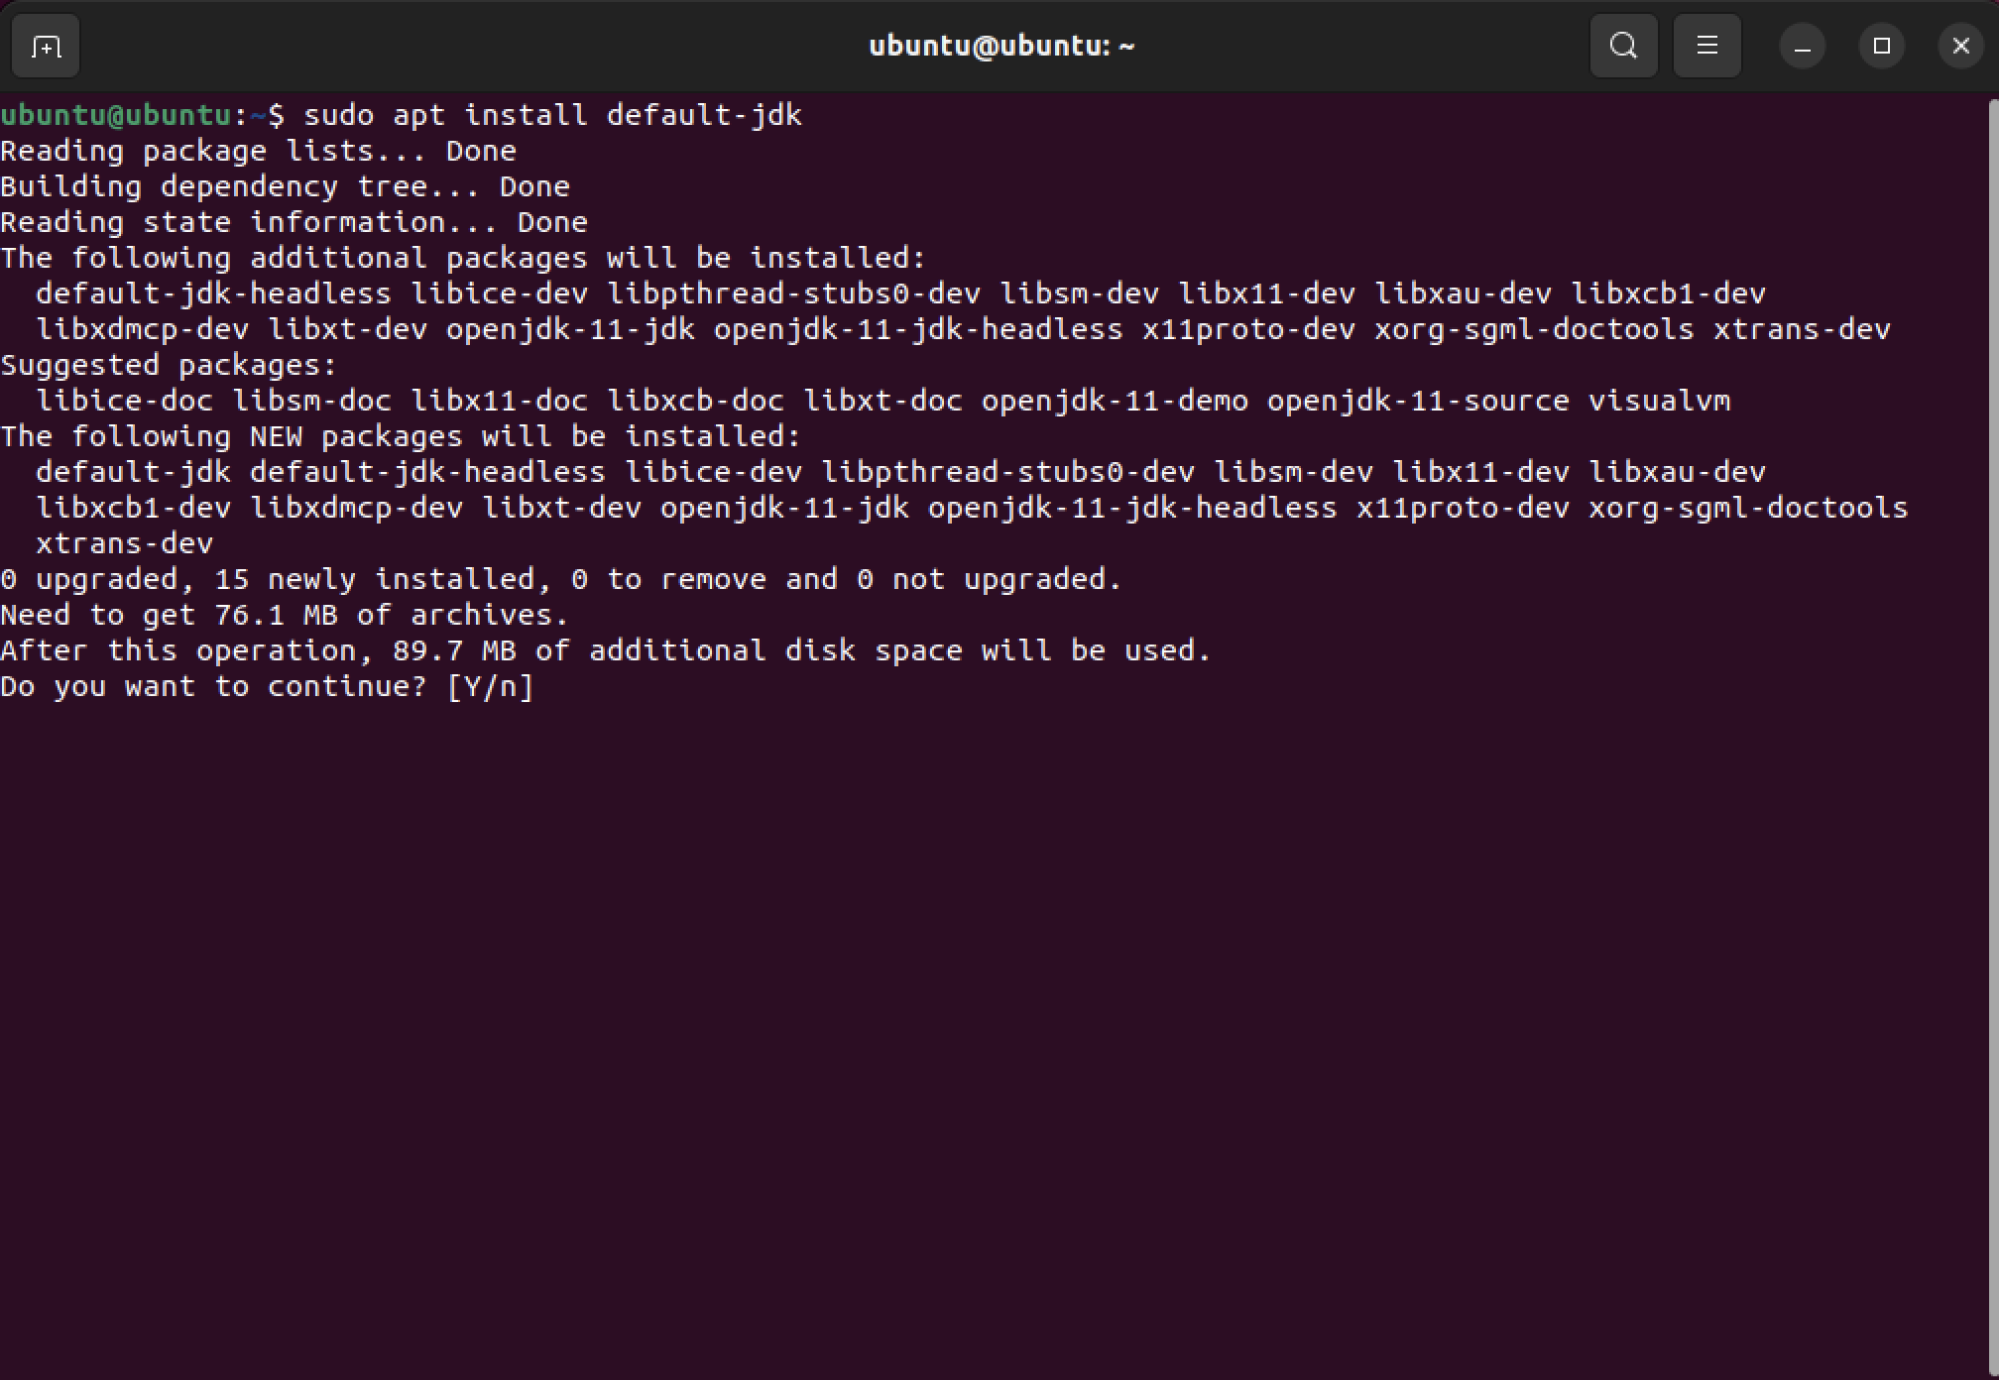 ubuntu@ubuntu: ~
ubuntu@ubuntu:~$ sudo apt install default-jdk
Reading package lists... Done
Building dependency tree... Done
Reading state information... Done
The following additional packages will be installed:
  default-jdk-headless libice-dev libpthread-stubs0-dev libsm-dev libx11-dev libxau-dev libxcb1-dev
  libxdmcp-dev libxt-dev openjdk-11-jdk openjdk-11-jdk-headless x11proto-dev xorg-sgml-doctools xtrans-dev
Suggested packages:
  libice-doc libsm-doc libx11-doc libxcb-doc libxt-doc openjdk-11-demo openjdk-11-source visualvm
The following NEW packages will be installed:
  default-jdk default-jdk-headless libice-dev libpthread-stubs0-dev libsm-dev libx11-dev libxau-dev
  libxcb1-dev libxdmcp-dev libxt-dev openjdk-11-jdk openjdk-11-jdk-headless x11proto-dev xorg-sgml-doctools
  xtrans-dev
0 upgraded, 15 newly installed, 0 to remove and 0 not upgraded.
Need to get 76.1 MB of archives.
After this operation, 89.7 MB of additional disk space will be used.
Do you want to continue? [Y/n]